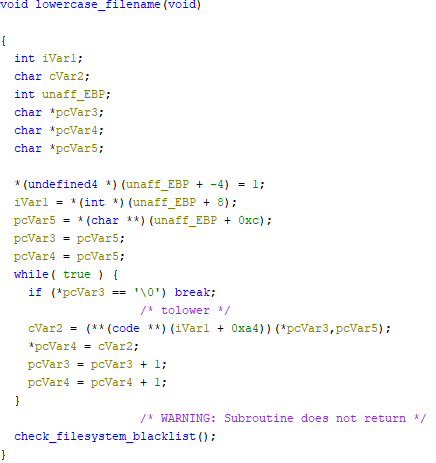 void lowercase_filename(void)
{
int iVar1;
char cVar2;
int unaff_EBP;
char *pcVar3;
char *pcVar4;
char *pcVar5;
*(undefined4 *)(unaff_EBP + -4) = 1;
iVar1 = *(int *)(unaff_EBP + 8);
pcVar5 = *(char **)(unaff_EBP + 0xc);
pcVar3 = pcVar5;
pcVar4 = pcVar5;
while( true ) {
if (*pcVar3 == '\0') break;
/* tolower */
cVar2 = (**(code **)(iVar1 + 0xa4))(*pcVar3,pcVar5);
*pcVar4 = cVar2;
pcVar3 = pcVar3 + 1;
pcVar4 = pcVar4 + 1;
}
/* WARNING: Subroutine does not return */
check_filesystem_blacklist();
}